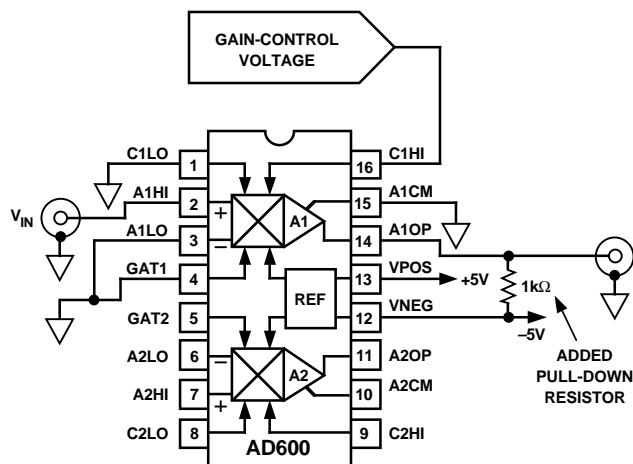 GAIN-CONTROL
VOLTAGE
C1LO
1
16
C1HI
A1HI
2
+
A1
15
A1CM
VIN
A1LO
3
–
14
A1OP
GAT1
4
REF
13
VPOS
+5V
1kΩ
GAT2
5
12
VNEG
–5V
A2LO
6
–
A2
11
A2OP
ADDED
PULL-DOWN
RESISTOR
A2HI
7
+
10
A2CM
C2LO
8
9
C2HI
AD600